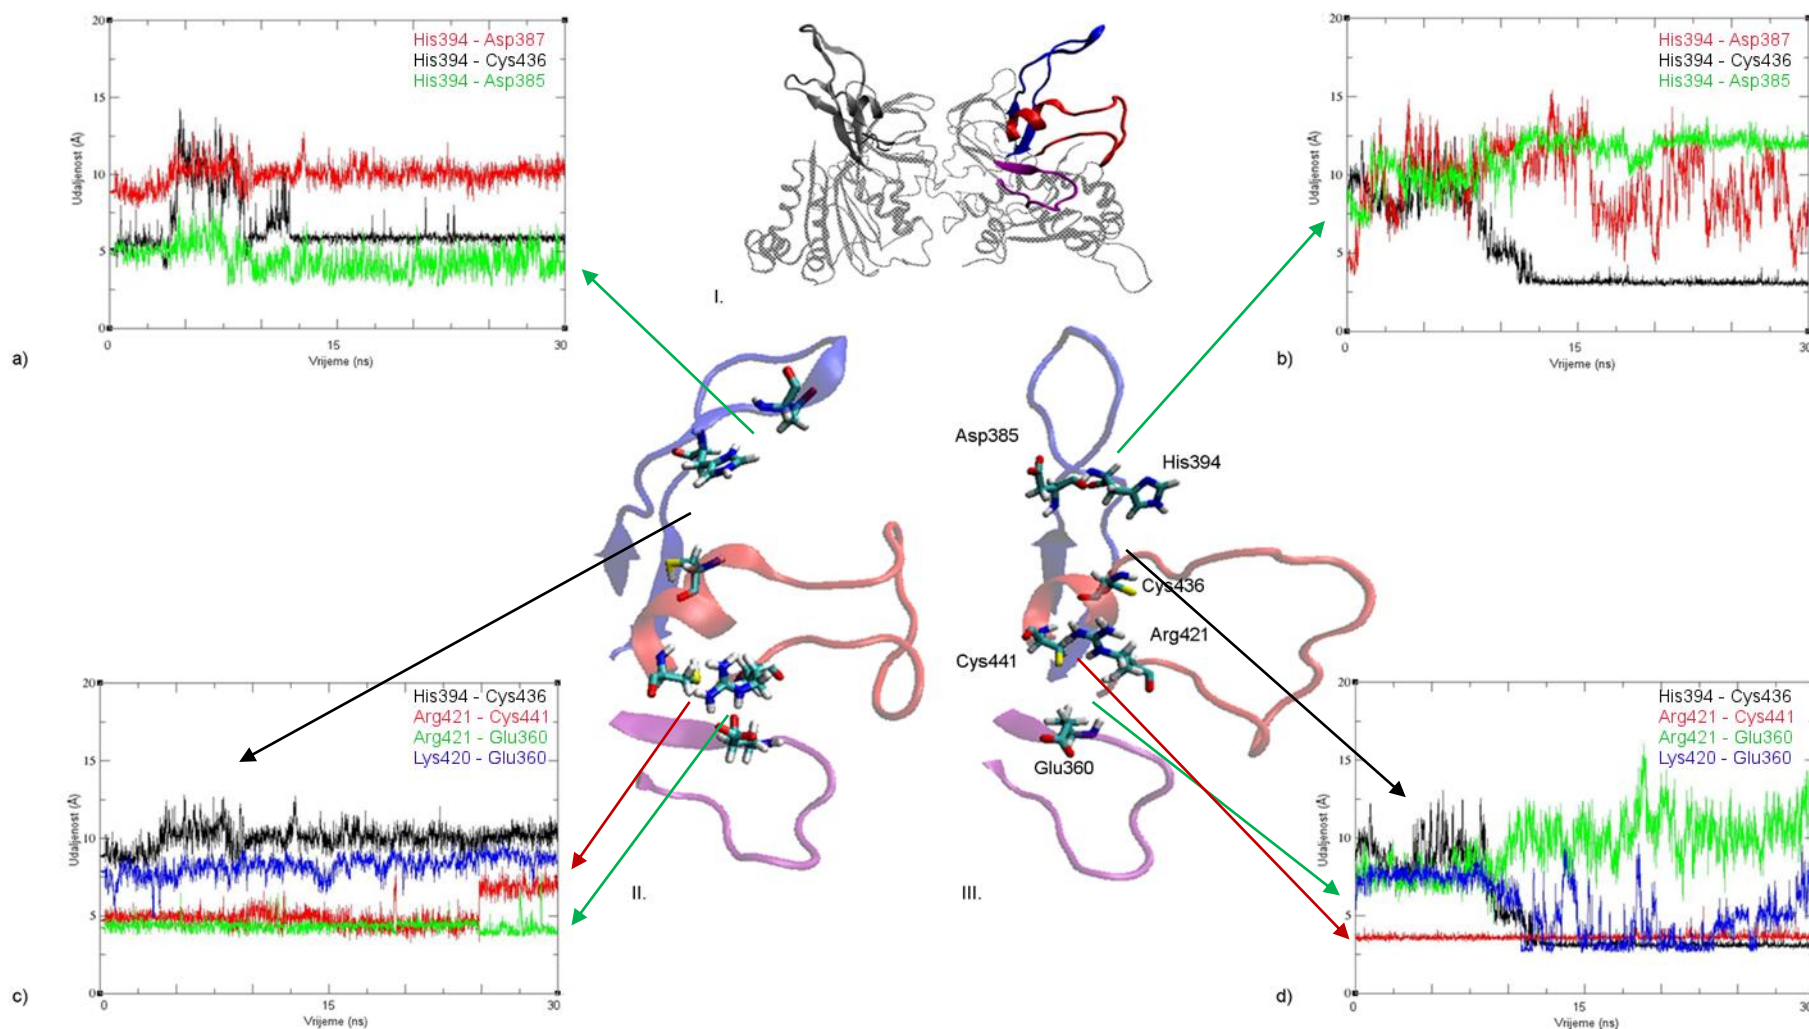 20
15
10
5
0
Udaljenost (Å)
His394 - Asp387
His394 - Cys436
His394 - Asp385
15
30
Vrijeme (ns)
a)
I.
20
15
10
5
0
Udaljenost (Å)
His394 - Asp387
His394 - Cys436
His394 - Asp385
0
15
30
Vrijeme (ns)
b)
Asp385
His394
Cys436
Arg421
Cys441
Glu360
II.
III.
20
15
10
5
0
Udaljenost (Å)
His394 - Cys436
Arg421 - Cys441
Arg421 - Glu360
Lys420 - Glu360
0
15
30
Vrijeme (ns)
c)
20
15
10
5
0
Udaljenost (Å)
His394 - Cys436
Arg421 - Cys441
Arg421 - Glu360
Lys420 - Glu360
0
15
30
Vrijeme (ns)
d)